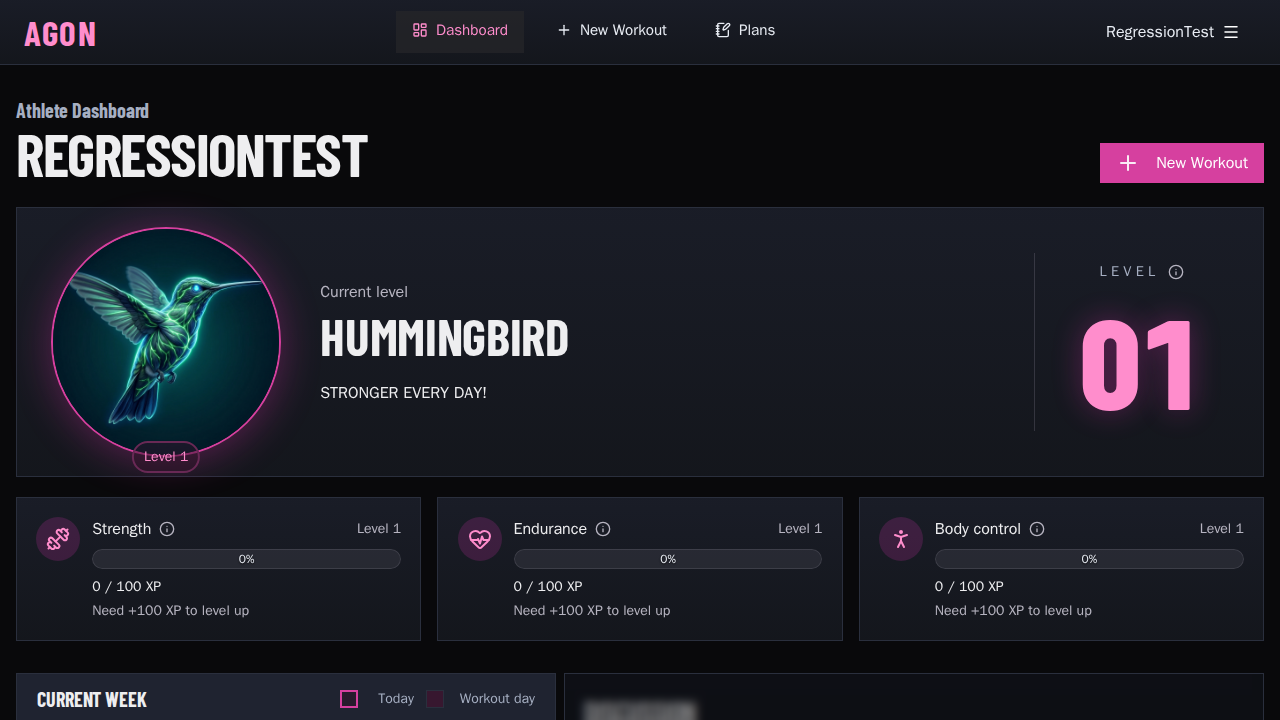 AGON
Dashboard
New Workout
Plans
RegressionTest
Athlete Dashboard
REGRESSIONTEST
New Workout
Level 1
Current level
HUMMINGBIRD
STRONGER EVERY DAY!
LEVEL
01
Strength
Level 1
0%
0 / 100 XP
Need +100 XP to level up
Endurance
Level 1
0%
0 / 100 XP
Need +100 XP to level up
Body control
Level 1
0%
0 / 100 XP
Need +100 XP to level up
CURRENT WEEK
Today
Workout day